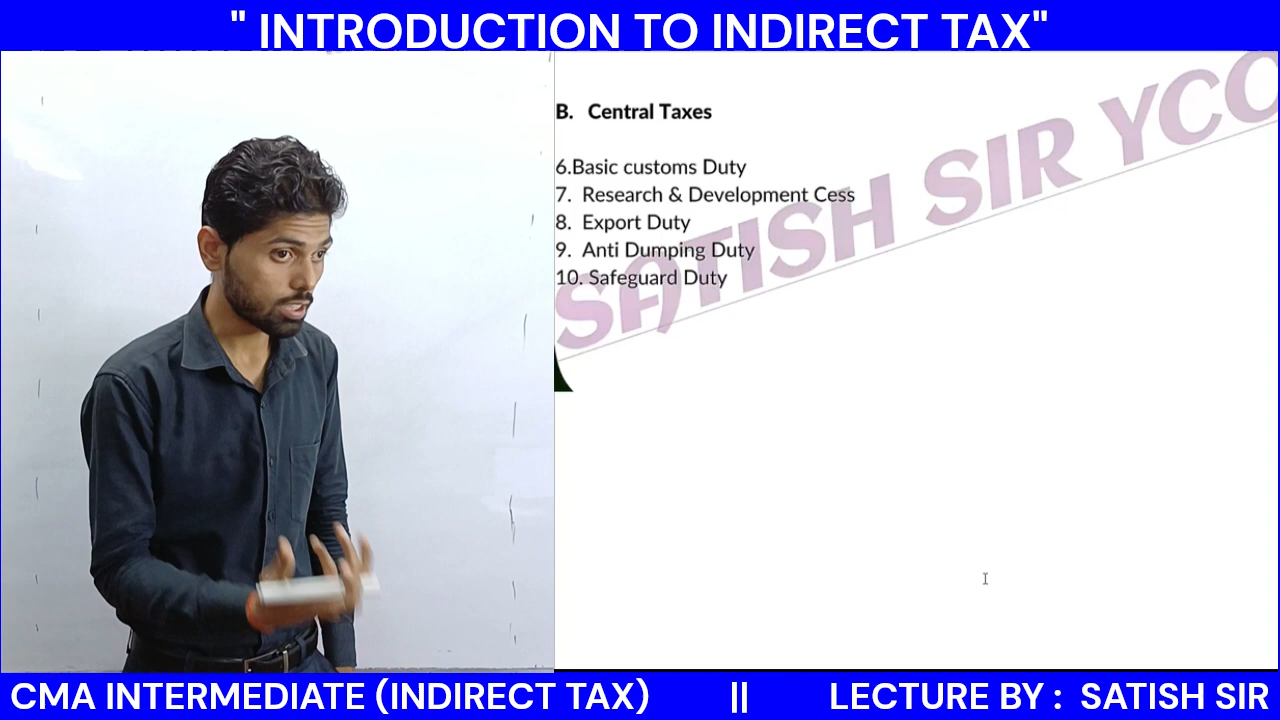 " INTRODUCTION TO INDIRECT TAX"
B. Central Taxes
6.Basic customs Duty
7. Research & Development Cess
8. Export Duty
9. Anti Dumping Duty
10. Safeguard Duty
SATISH SIR YCC
CMA INTERMEDIATE (INDIRECT TAX) || LECTURE BY : SATISH SIR